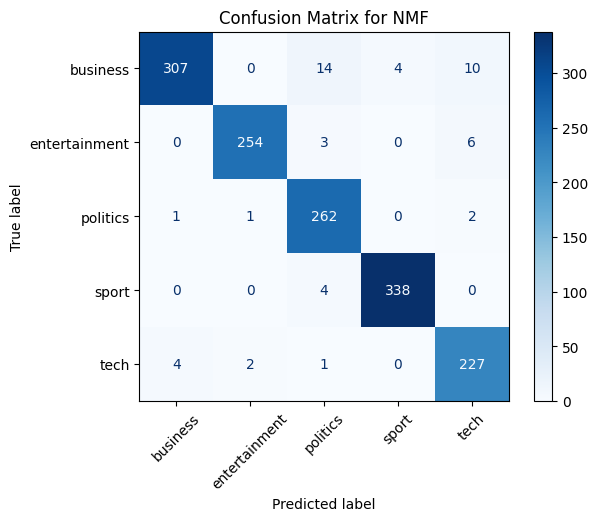 Confusion Matrix for NMF
business 307 0 14 4 10
entertainment 0 254 3 0 6
politics 1 1 262 0 2
sport 0 0 4 338 0
tech 4 2 1 0 227
business entertainment politics sport tech
Predicted label
True label
300
250
200
150
100
50
0